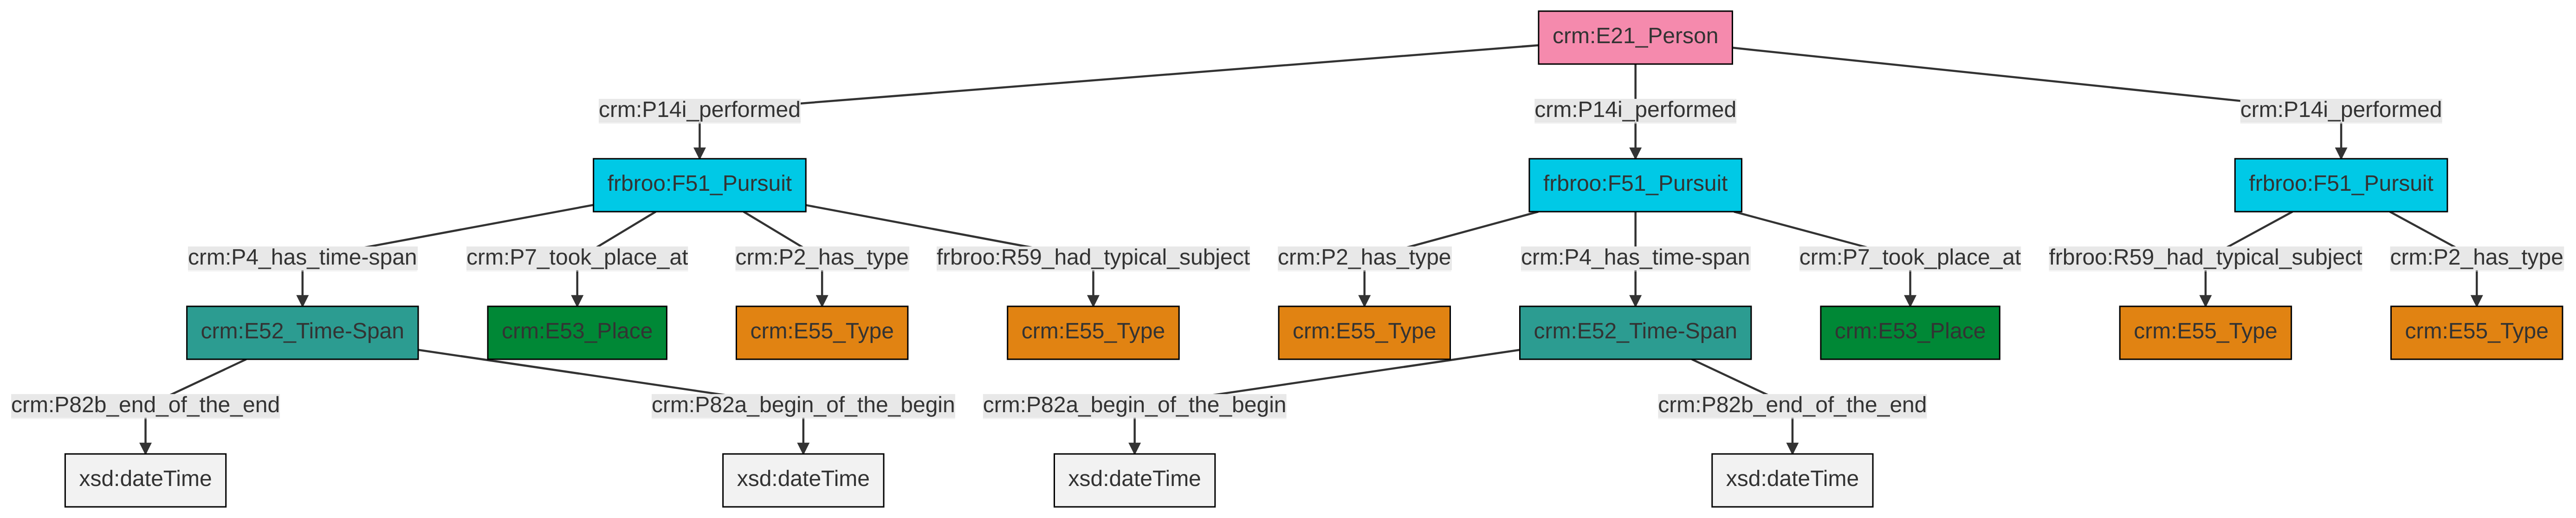 crm:E21_Person
crm:P14i_performed
crm:P14i_performed
crm:P14i_performed
frbroo:F51_Pursuit
frbroo:F51_Pursuit
frbroo:F51_Pursuit
crm:P4_has_time-span
crm:P7_took_place_at
crm:P2_has_type
frbroo:R59_had_typical_subject
crm:P2_has_type
crm:P4_has_time-span
crm:P7_took_place_at
frbroo:R59_had_typical_subject
crm:P2_has_type
crm:E52_Time-Span
crm:E53_Place
crm:E55_Type
crm:E55_Type
crm:E55_Type
crm:E52_Time-Span
crm:E53_Place
crm:E55_Type
crm:E55_Type
crm:P82b_end_of_the_end
crm:P82a_begin_of_the_begin
crm:P82a_begin_of_the_begin
crm:P82b_end_of_the_end
xsd:dateTime
xsd:dateTime
xsd:dateTime
xsd:dateTime